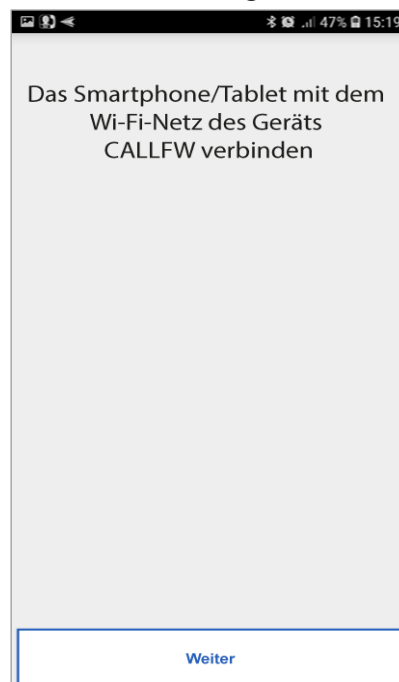 47% 15:19
Das Smartphone/Tablet mit dem
Wi-Fi-Netz des Geräts
CALLFW verbinden
Weiter